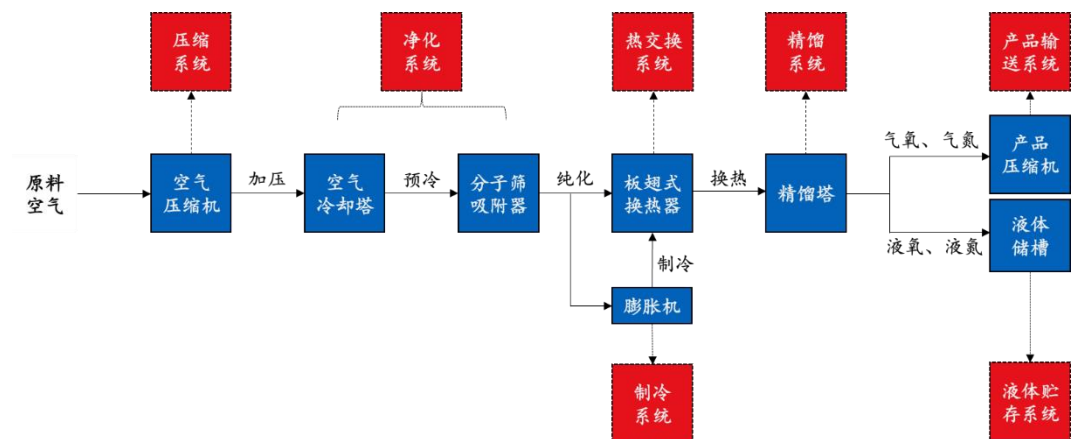 压缩
系统
净化
系统
热交换
系统
精馏
系统
产品输
送系统
原料
空气
空气
压缩机
加压
空气
冷却塔
预冷
分子筛
吸附器
纯化
板翅式
换热器
换热
精馏塔
气氧、气氮
产品
压缩机
液氧、液氮
液体
储槽
制冷
膨胀机
制冷
系统
液体贮
存系统